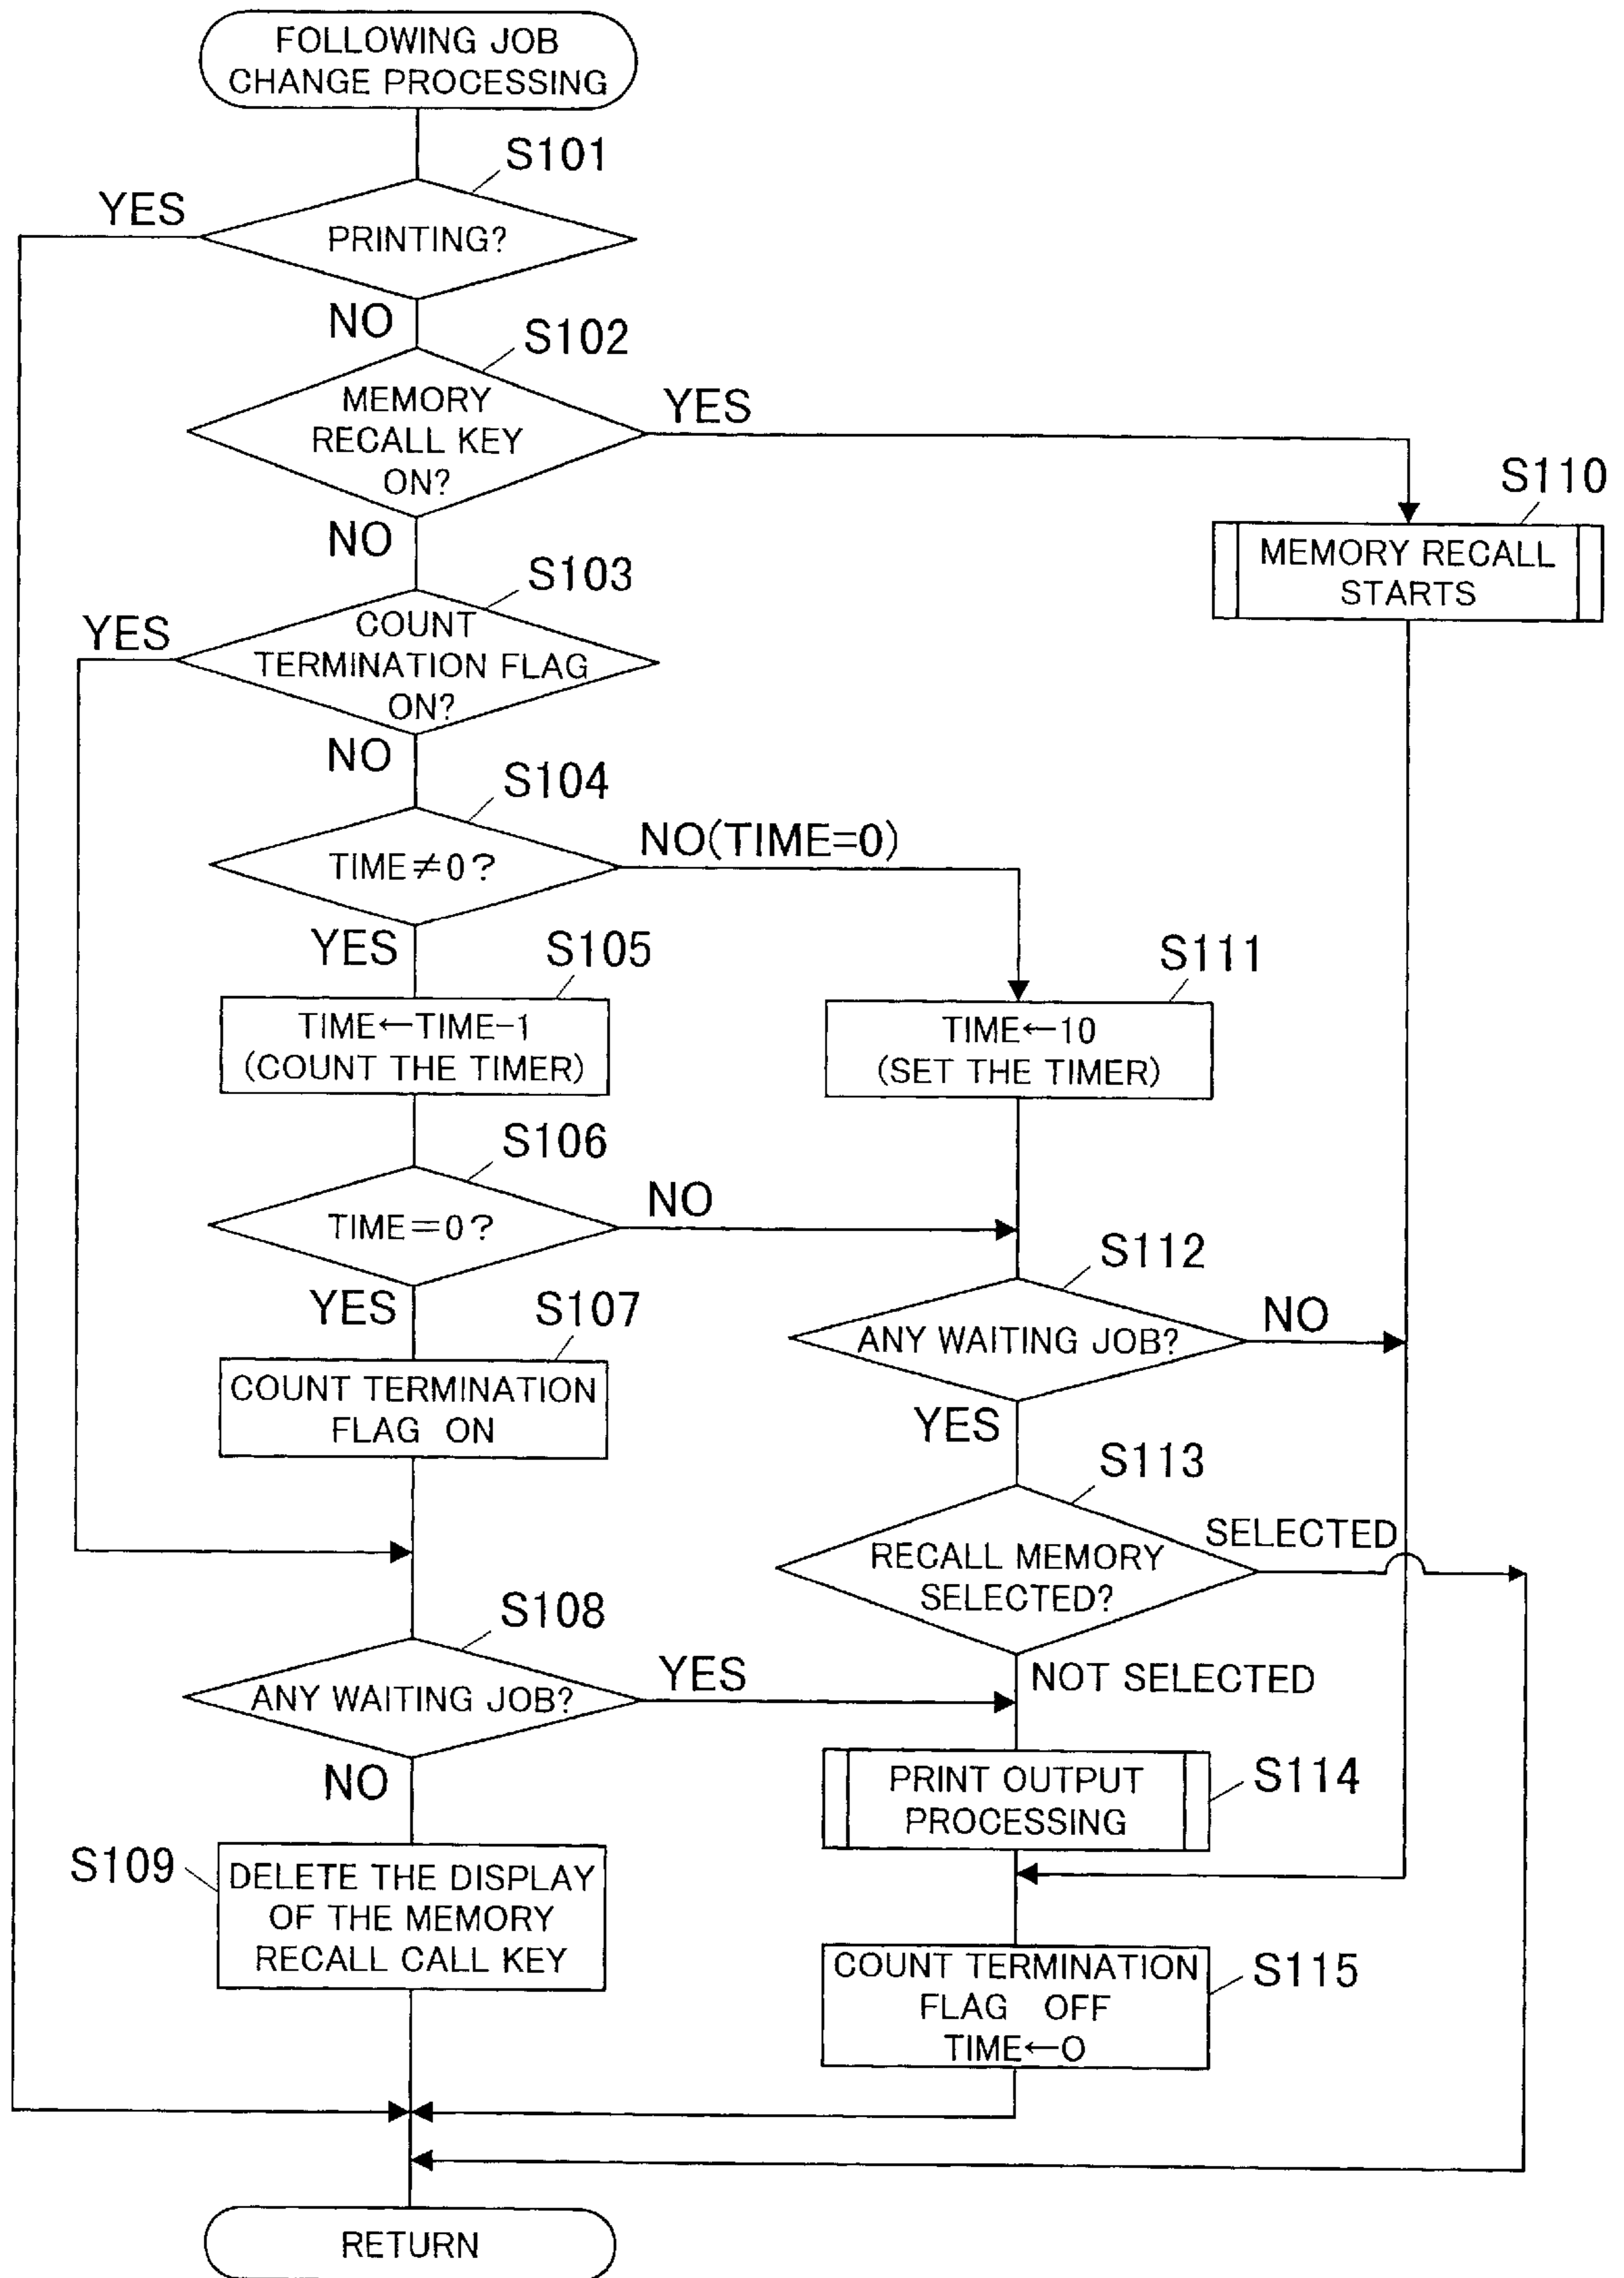 FOLLOWING JOB
CHANGE PROCESSING
S101
YES
PRINTING?
NO
S102
MEMORY
RECALL KEY
ON?
YES
NO
S110
MEMORY RECALL
STARTS
S103
YES
COUNT
TERMINATION FLAG
ON?
NO
S104
TIME≠0?
NO(TIME=0)
YES
S105
TIME←TIME-1
(COUNT THE TIMER)
S111
TIME←10
(SET THE TIMER)
S106
TIME=0?
NO
YES
S107
COUNT TERMINATION
FLAG ON
S112
ANY WAITING JOB?
NO
YES
S113
RECALL MEMORY
SELECTED?
SELECTED
NOT SELECTED
S108
ANY WAITING JOB?
YES
NO
PRINT OUTPUT
PROCESSING
S114
S109
DELETE THE DISPLAY
OF THE MEMORY
RECALL CALL KEY
COUNT TERMINATION
FLAG OFF
TIME←0
S115
RETURN